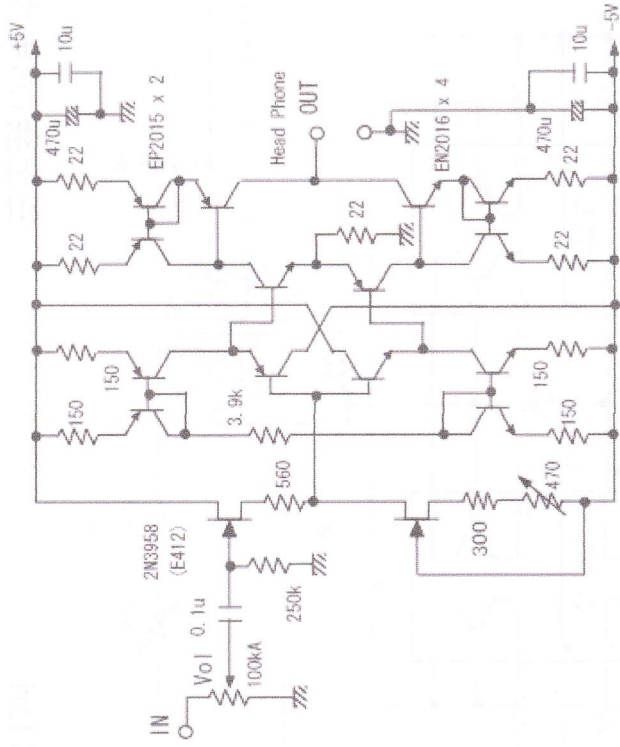 +5V
10u
470u
22
22
EP2015 x 2
Head Phone
OUT
EN2016 x 4
22
10u
470u
22
22
-5V
150
150
3.9k
150
150
560
2N3958
(E412)
250k
300
470
IN
Vol
0.1u
100kA